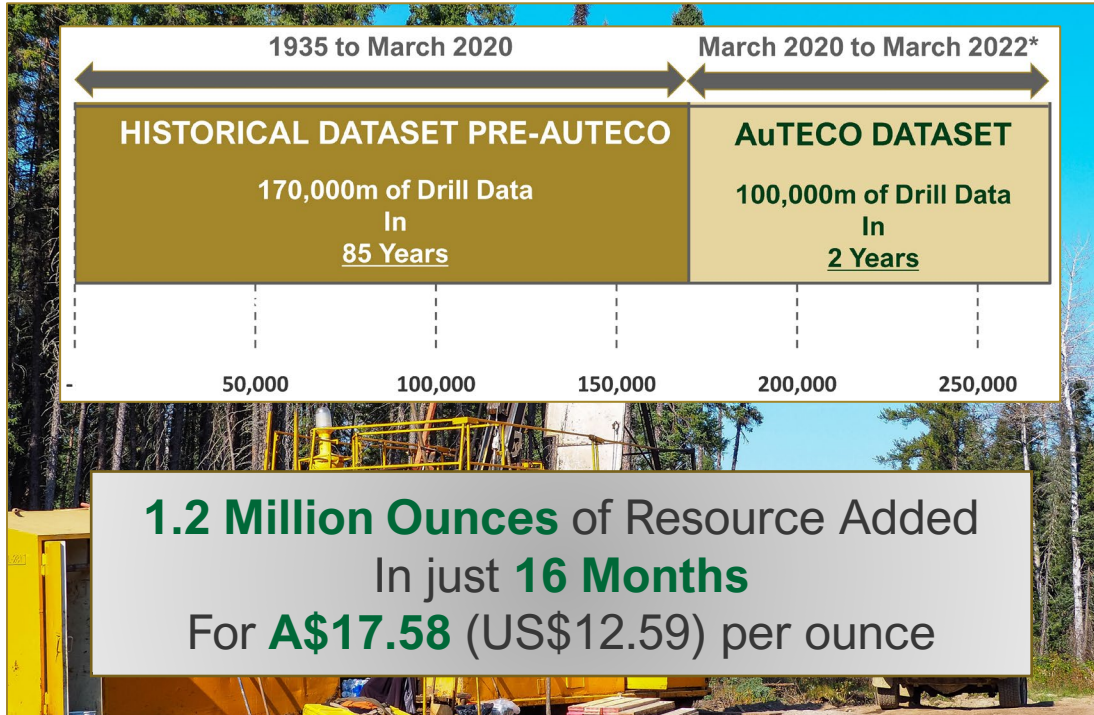 1935 to March 2020
March 2020 to March 2022*
HISTORICAL DATASET PRE-AUTECO
170,000m of Drill Data
In
85 Years
AuTECO DATASET
100,000m of Drill Data
In
2 Years
- 50,000 100,000 150,000 200,000 250,000
1.2 Million Ounces of Resource Added
In just 16 Months
For A$17.58 (US$12.59) per ounce